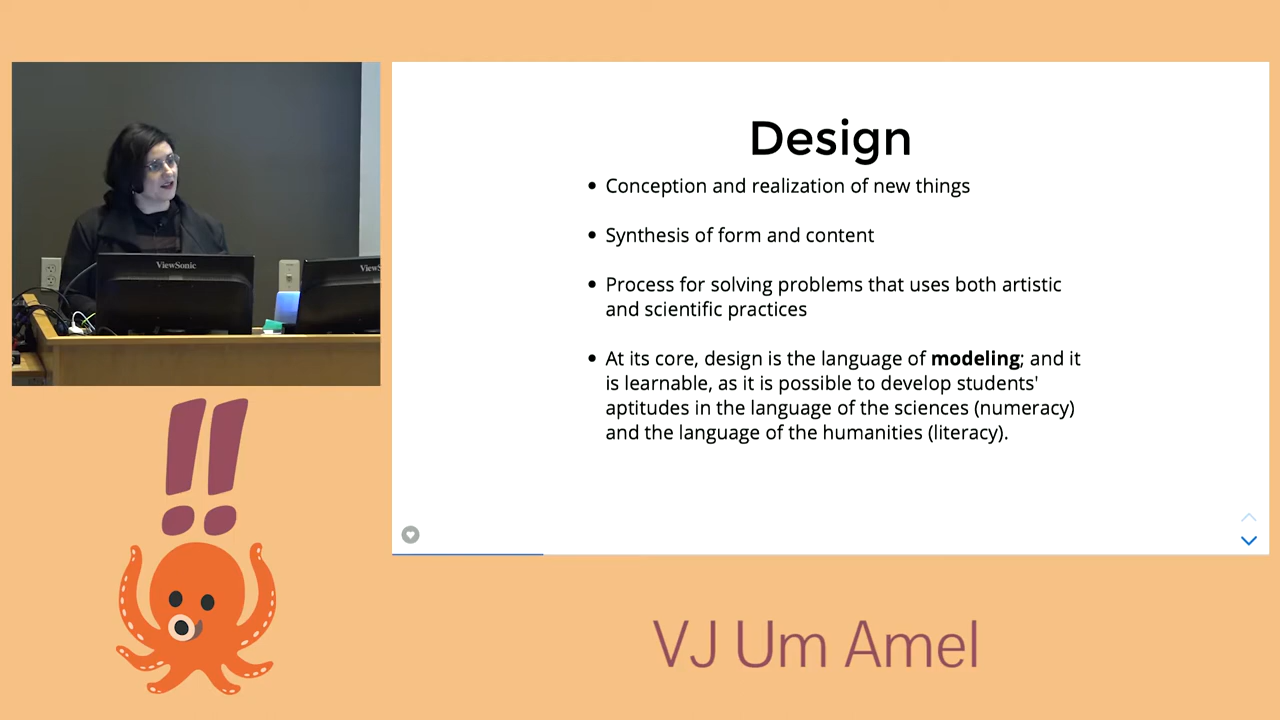 ViewSonic
ViewS
Design
• Conception and realization of new things
• Synthesis of form and content
• Process for solving problems that uses both artistic
and scientific practices
• At its core, design is the language of modeling; and it
is learnable, as it is possible to develop students'
aptitudes in the language of the sciences (numeracy)
and the language of the humanities (literacy).
!!
VJ Um Amel